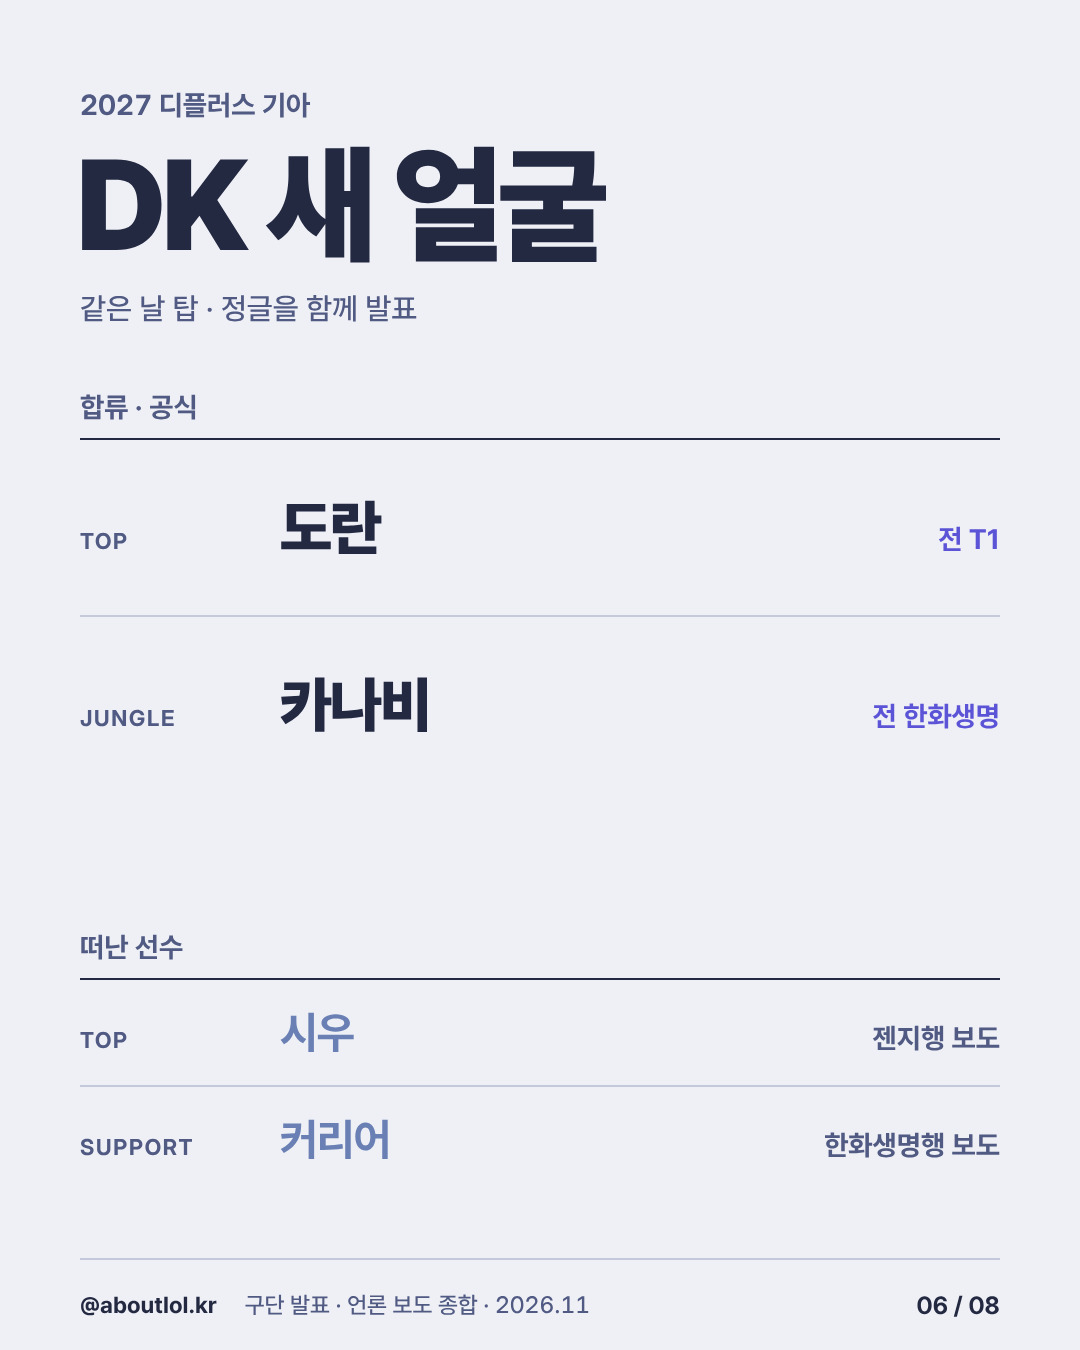 2027 디플러스 기아
DK 새 얼굴
같은 날 탑 · 정글을 함께 발표
합류 · 공식
TOP 도란 전 T1
JUNGLE 카나비 전 한화생명
떠난 선수
TOP 시우 젠지행 보도
SUPPORT 커리어 한화생명행 보도
@aboutlol.kr 구단 발표 · 언론 보도 종합 · 2026.11 06 / 08